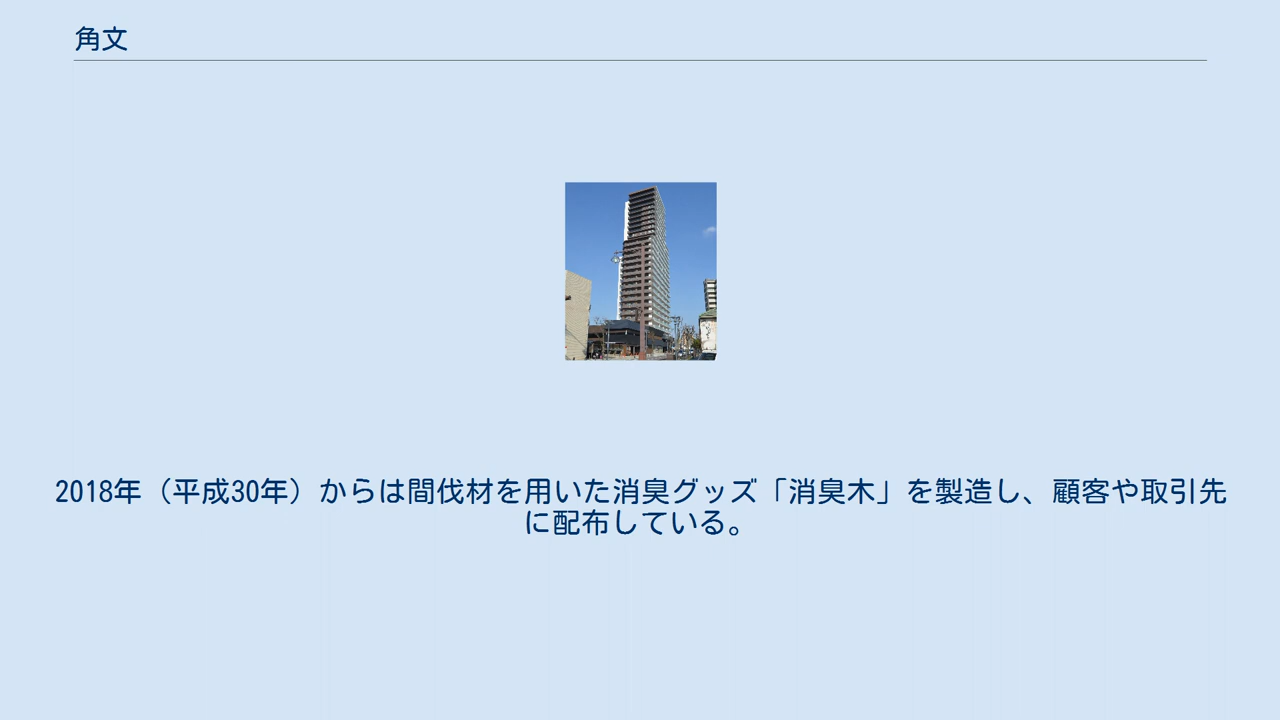 角文
2018年（平成30年）からは間伐材を用いた消臭グッズ「消臭木」を製造し、顧客や取引先
に配布している。